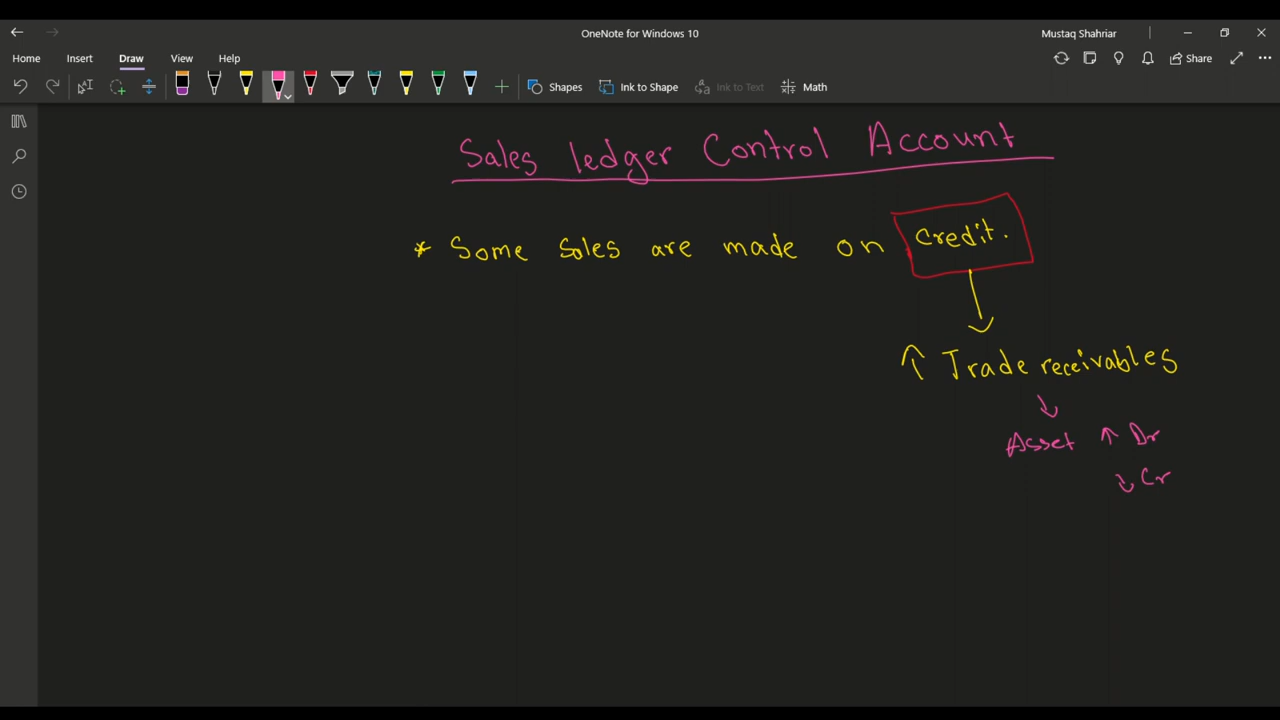 OneNote for Windows 10
Mustaq Shahriar
Home Insert Draw View Help
Share
Shapes Ink to Shape Ink to Text Math
Sales ledger Control Account
* Some Sales are made on Credit.
↑ Trade receivables
Asset ↑ Dr
↓ Cr